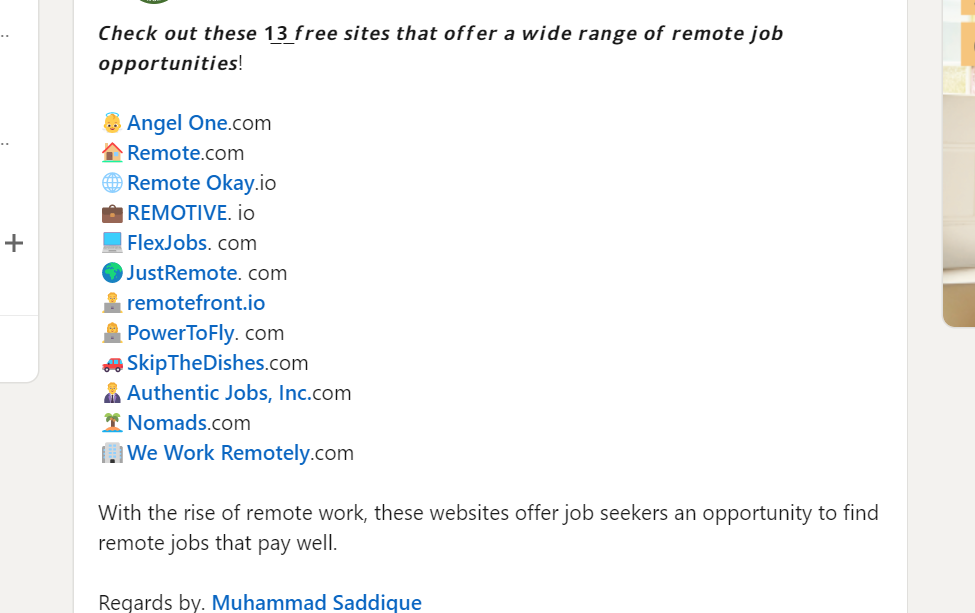 Check out these 13 free sites that offer a wide range of remote job
opportunities!
Angel One.com
Remote.com
Remote Okay.io
REMOTIVE. io
FlexJobs. com
JustRemote. com
remotefront.io
PowerToFly. com
SkipTheDishes.com
Authentic Jobs, Inc.com
Nomads.com
We Work Remotely.com
With the rise of remote work, these websites offer job seekers an opportunity to find
remote jobs that pay well.
Regards by. Muhammad Saddique